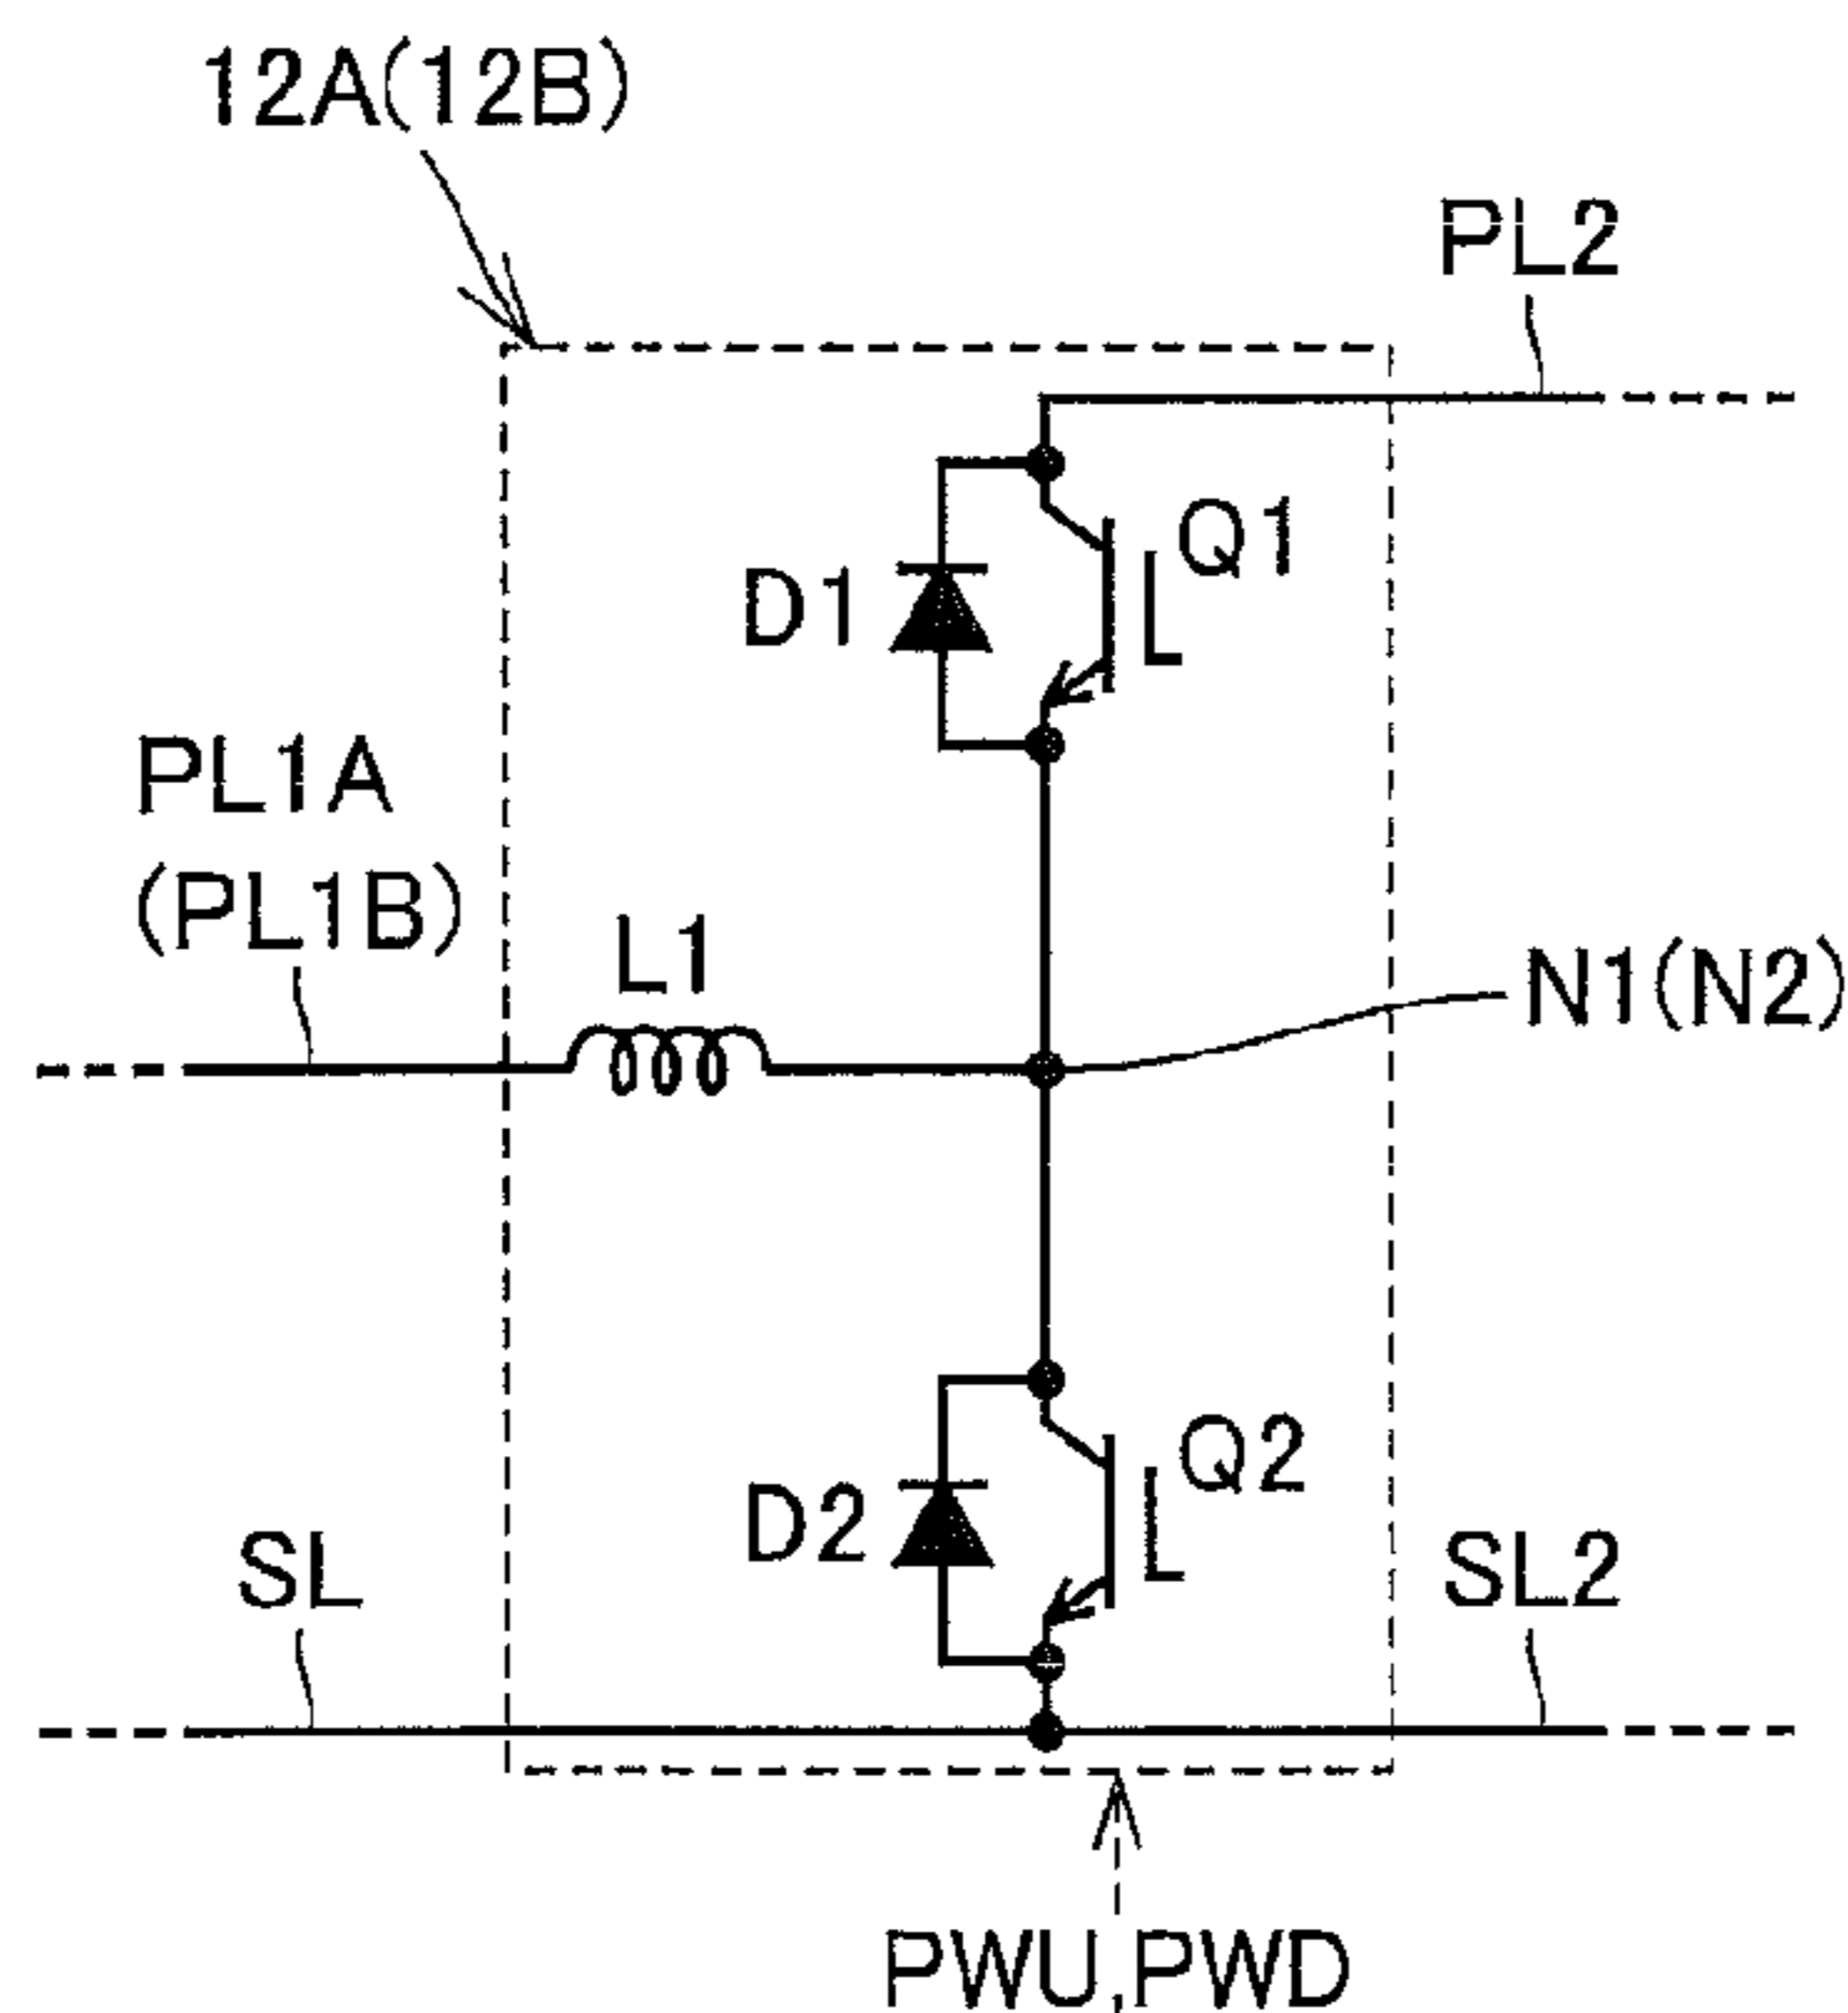 12A(12B)
PL2
Q1
D1
PL1A
(PL1B)
L1
N1(N2)
Q2
D2
SL
SL2
PWU,PWD